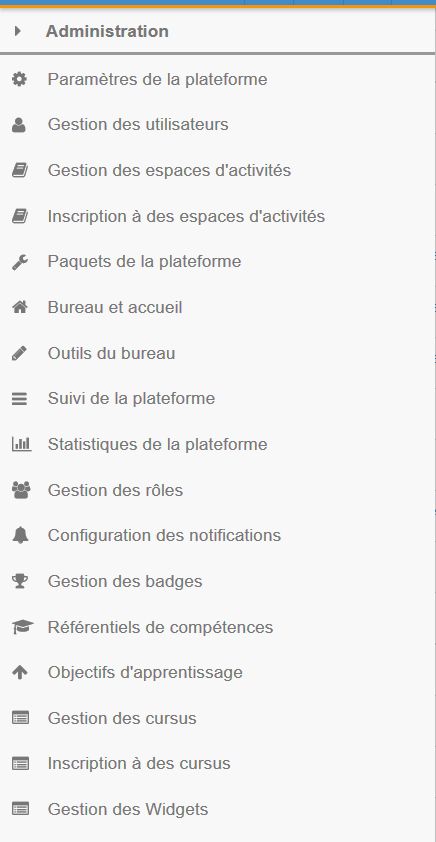 Administration
Paramètres de la plateforme
Gestion des utilisateurs
Gestion des espaces d'activités
Inscription à des espaces d'activités
Paquets de la plateforme
Bureau et accueil
Outils du bureau
Suivi de la plateforme
Statistiques de la plateforme
Gestion des rôles
Configuration des notifications
Gestion des badges
Référentiels de compétences
Objectifs d'apprentissage
Gestion des cursus
Inscription à des cursus
Gestion des Widgets